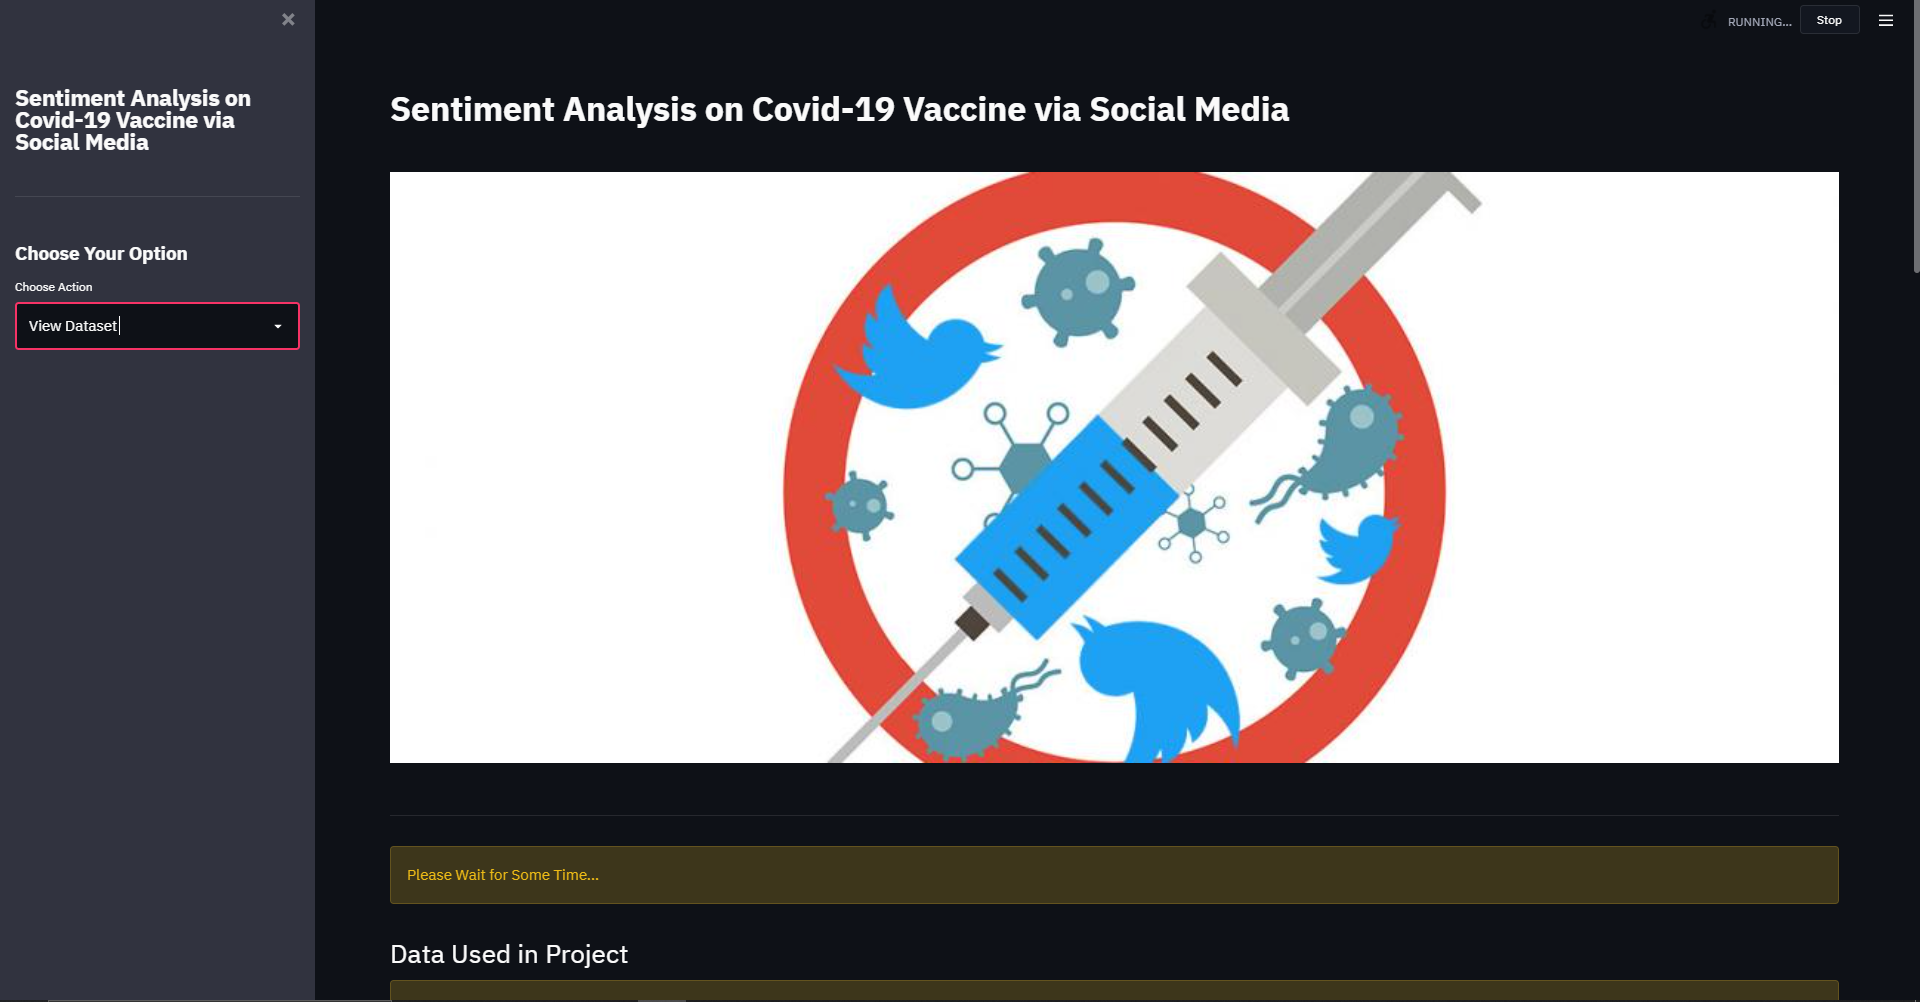 Sentiment Analysis on
Covid-19 Vaccine via
Social Media
Choose Your Option
Choose Action
View Dataset
RUNNING...
Stop
Sentiment Analysis on Covid-19 Vaccine via Social Media
Please Wait for Some Time...
Data Used in Project